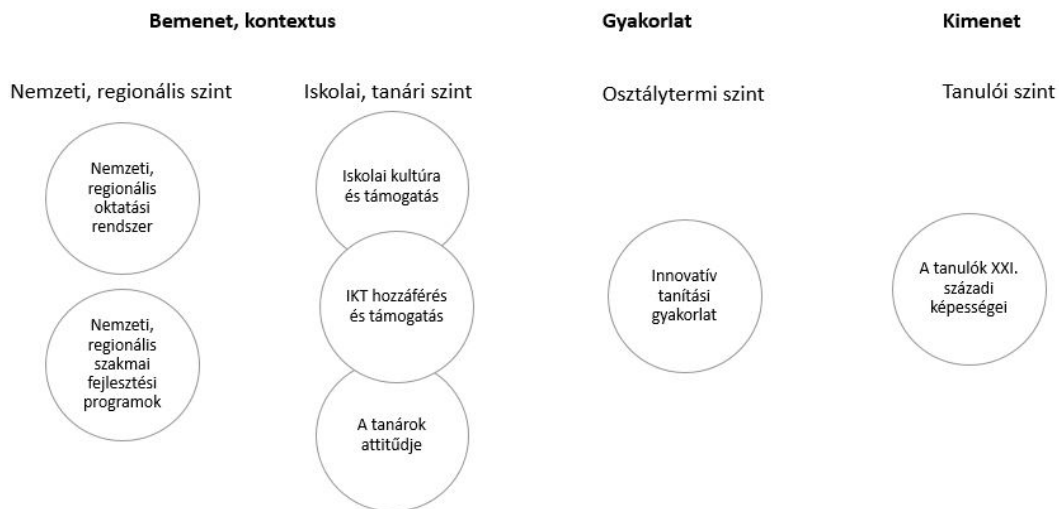 Bemenet, kontextus
Gyakorlat
Kimenet
Nemzeti, regionális szint
Iskolai, tanári szint
Osztálytermi szint
Tanulói szint
Nemzeti,
regionális
oktatási
rendszer
Nemzeti,
regionális
szakmai
fejlesztési
programok
Iskolai kultúra
és támogatás
IKT hozzáférés
és támogatás
A tanárok
attitűdje
Innovatív
tanítási
gyakorlat
A tanulók XXI.
századi
képességei